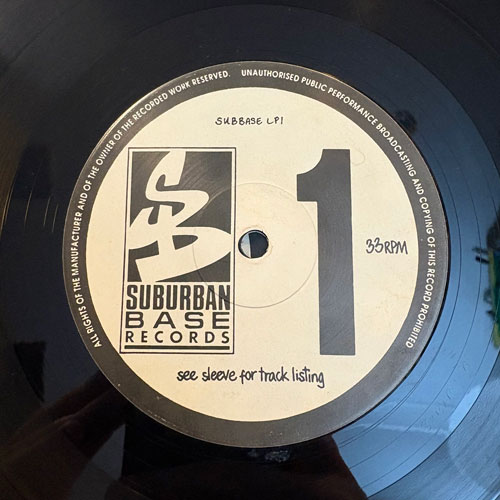 ALL RIGHTS OF THE MANUFACTURER AND OF THE OWNER OF THE RECORDED WORK RESERVED. UNAUTHORISED PUBLIC PERFORMANCE BROADCASTING AND COPYING OF THIS RECORD PROHIBITED
SUBBASE LP1
SB
SUBURBAN
BASE
RECORDS
1
33RPM
see sleeve for track listing